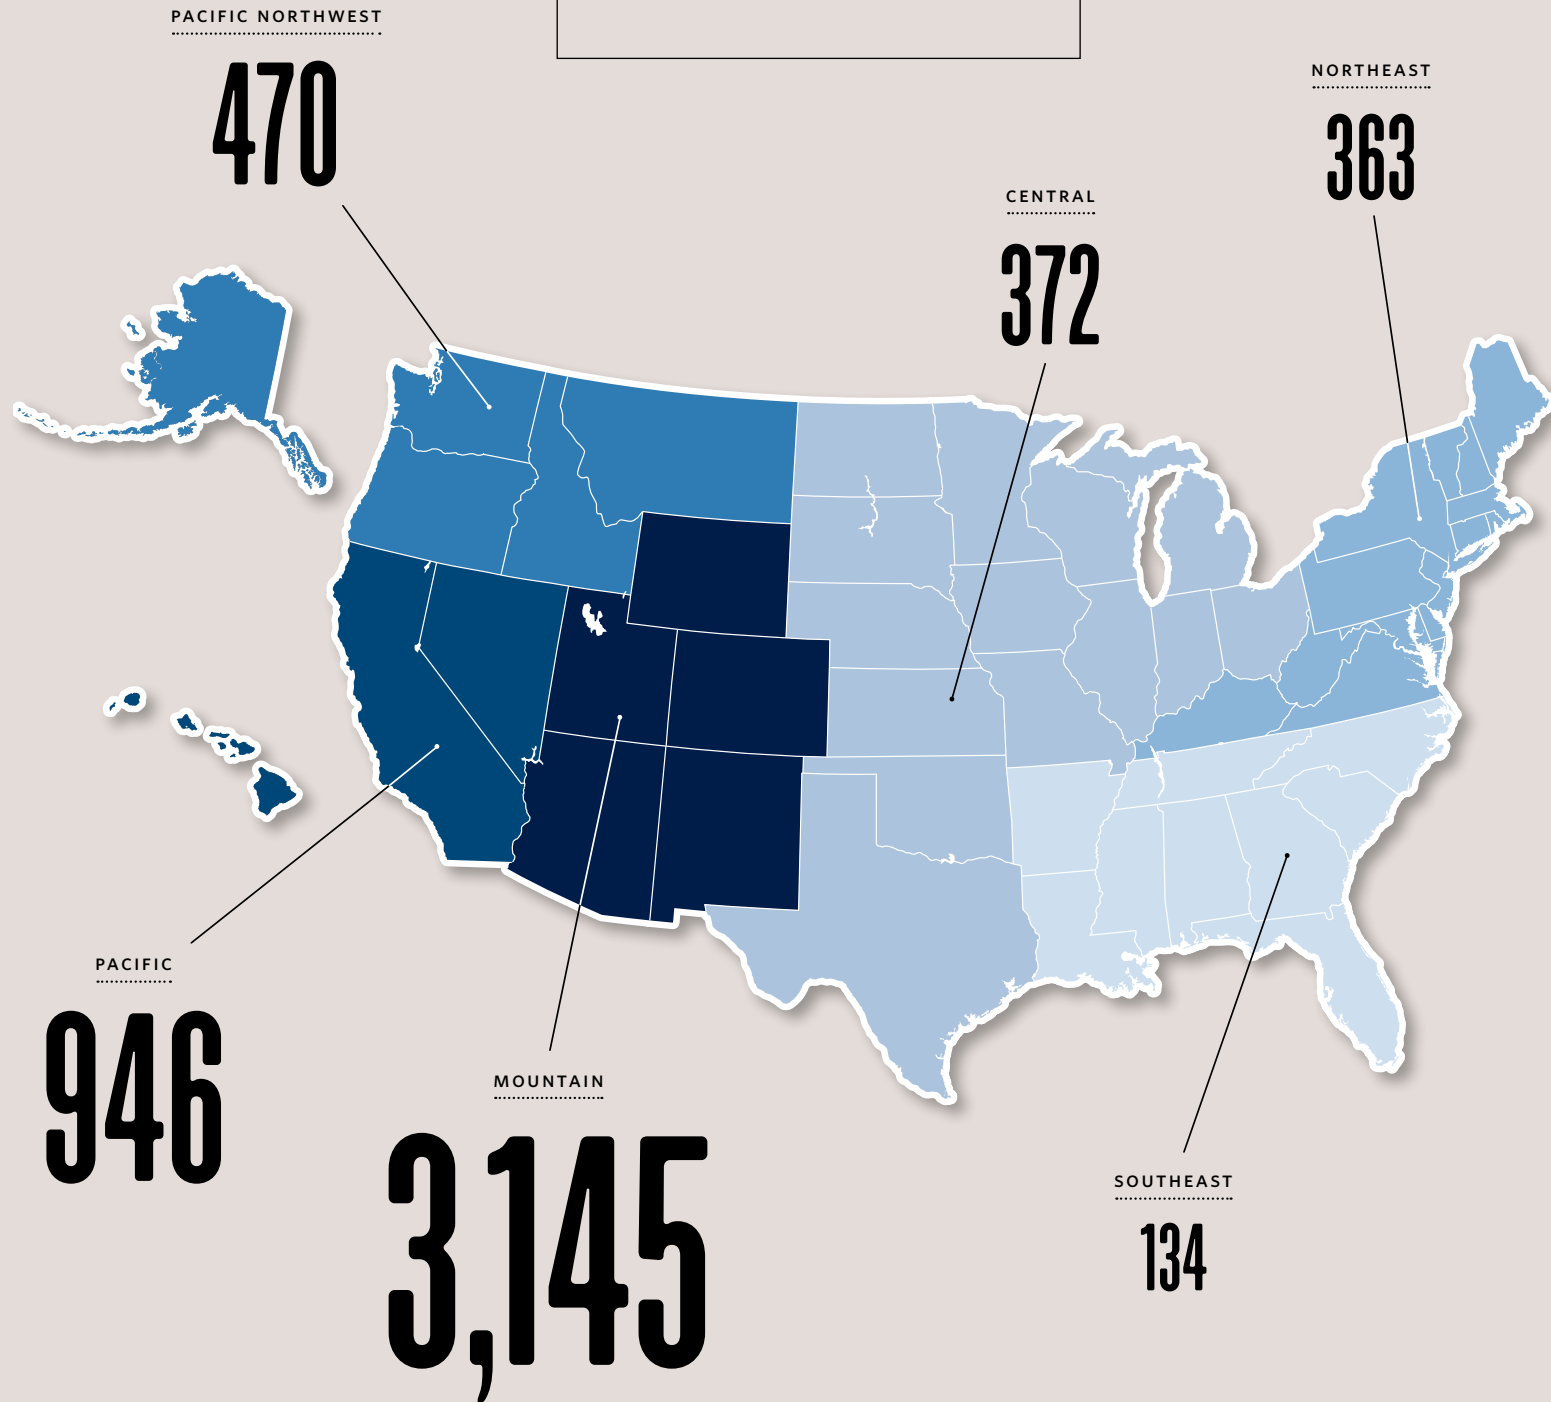 PACIFIC NORTHWEST
470
NORTHEAST
363
CENTRAL
372
PACIFIC
946
MOUNTAIN
3,145
SOUTHEAST
134